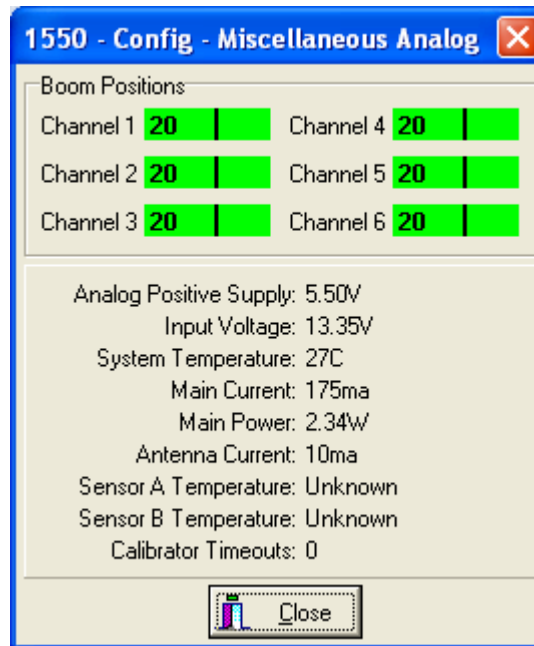 1550 - Config - Miscellaneous Analog
Boom Positions
Channel 1 20 Channel 4 20
Channel 2 20 Channel 5 20
Channel 3 20 Channel 6 20
Analog Positive Supply: 5.50V
Input Voltage: 13.35V
System Temperature: 27C
Main Current: 175ma
Main Power: 2.34W
Antenna Current: 10ma
Sensor A Temperature: Unknown
Sensor B Temperature: Unknown
Calibrator Timeouts: 0
Close